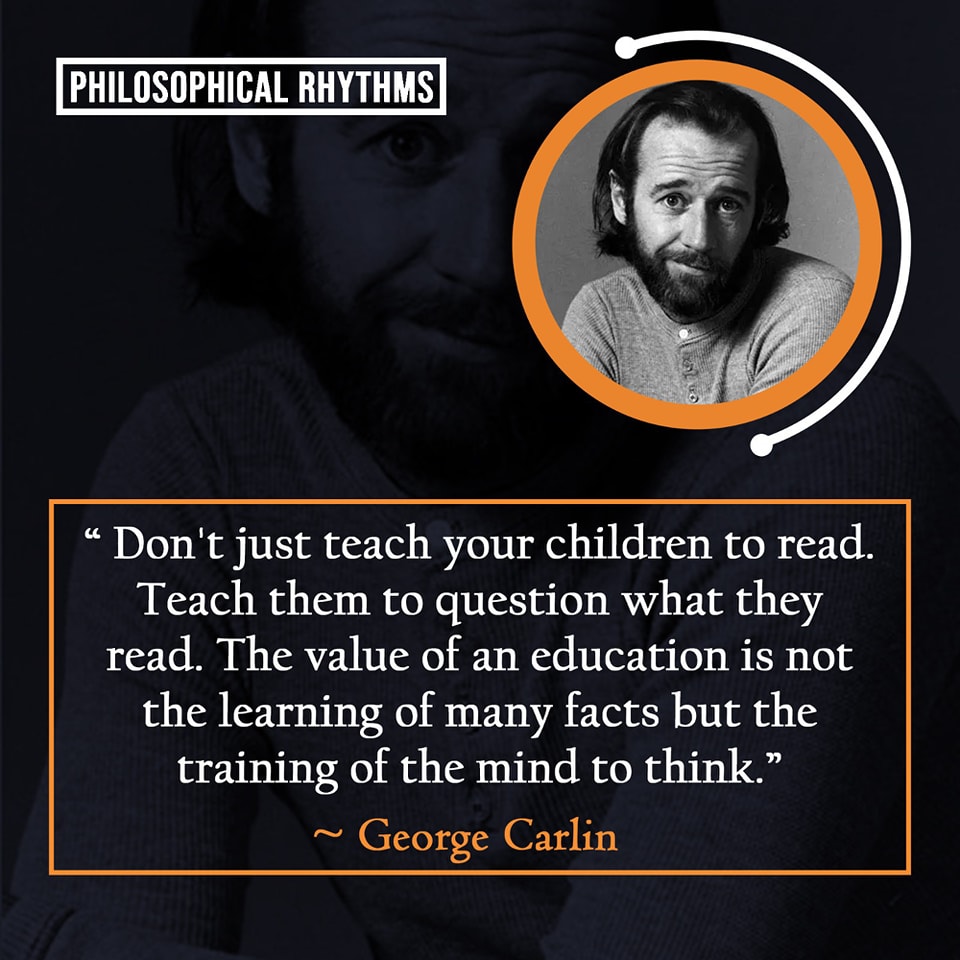 PHILOSOPHICAL RHYTHMS
“ Don't just teach your children to read.
Teach them to question what they
read. The value of an education is not
the learning of many facts but the
training of the mind to think.”
~ George Carlin